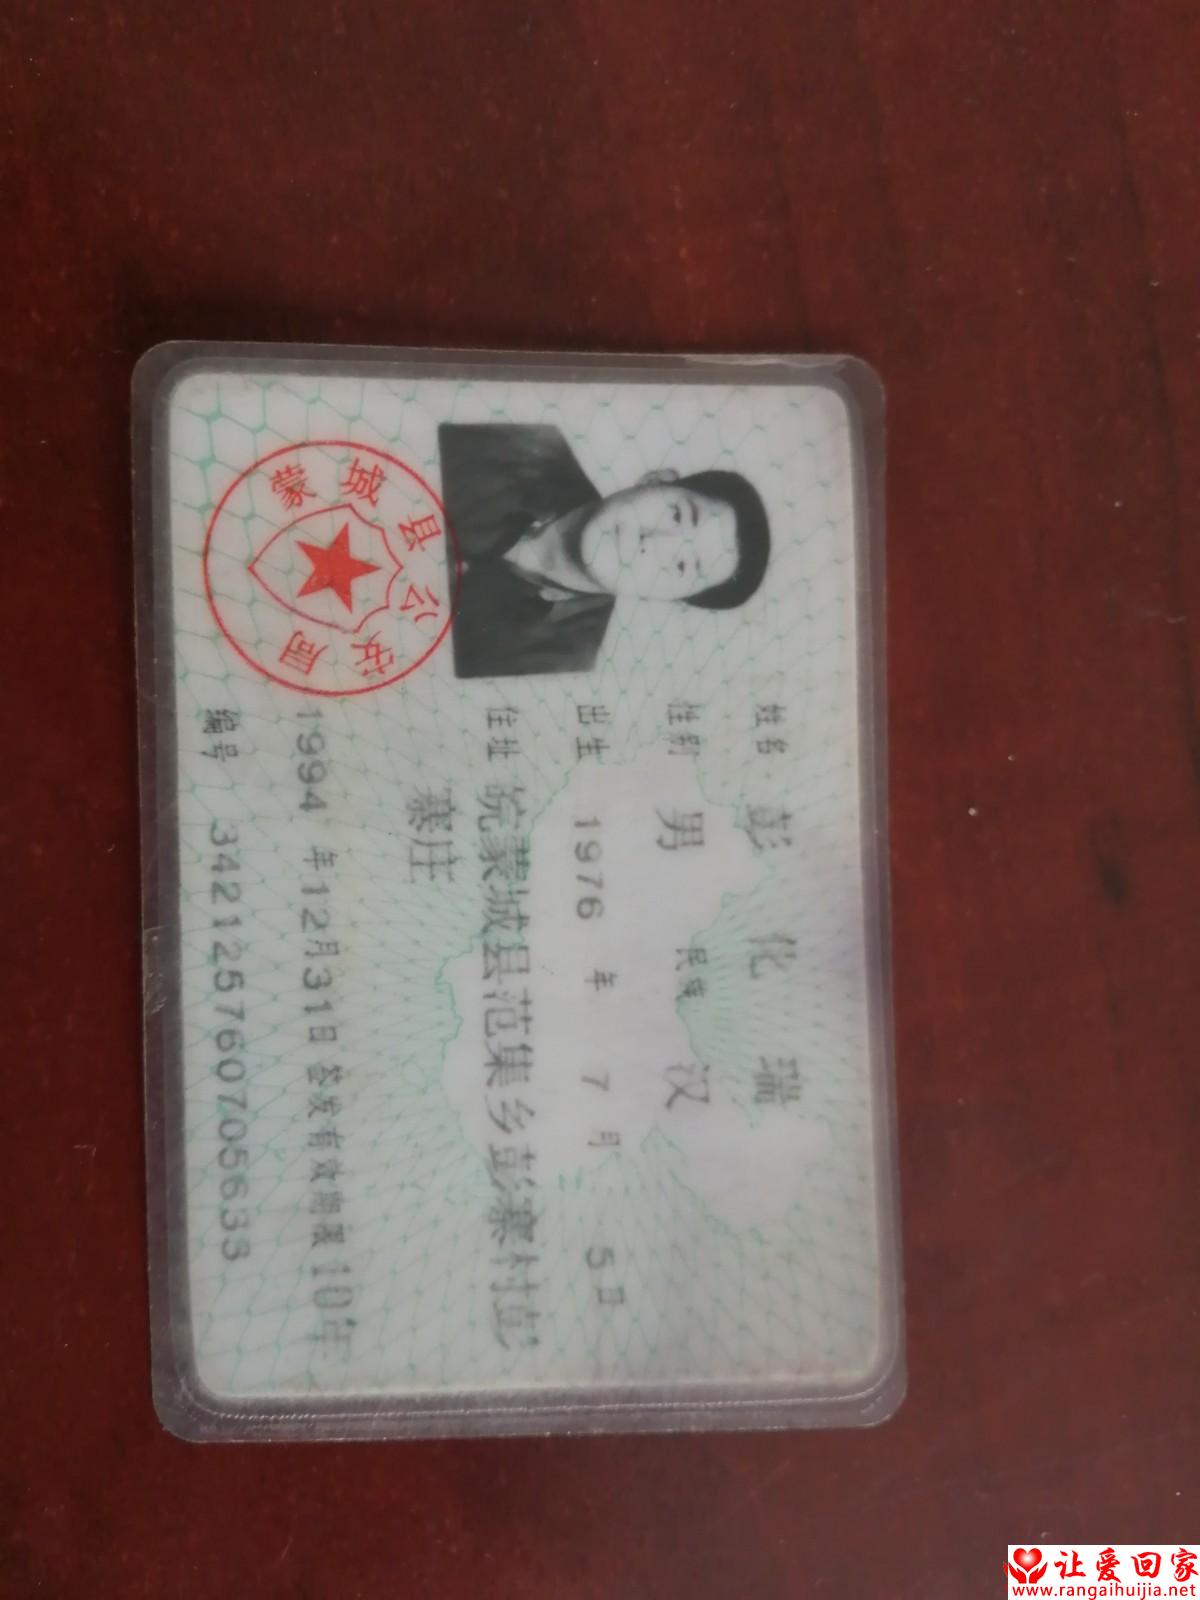 姓名 彭化瑞
性别 男 民族 汉
出生 1976 年 7 月 5日
住址 皖蒙城县范集乡彭寨村彭
寨庄
1994 年12月31日签发有效期限10年
编号 342125760705633
蒙城县公安局
让爱回家
www.rangaihuijia.net